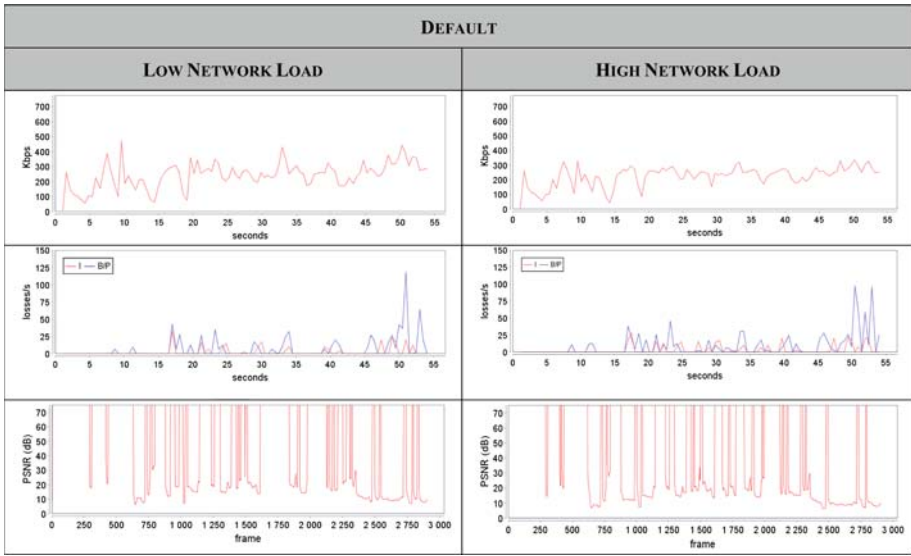 DEFAULT
LOW NETWORK LOAD
HIGH NETWORK LOAD
Kbps
700
600
500
400
300
200
100
0
0 5 10 15 20 25 30 35 40 45 50 55
seconds
Kbps
700
600
500
400
300
200
100
0
0 5 10 15 20 25 30 35 40 45 50 55
seconds
losses/s
150
125
100
75
50
25
0
I B/P
0 5 10 15 20 25 30 35 40 45 50 55
seconds
losses/s
150
125
100
75
50
25
0
I B/P
0 5 10 15 20 25 30 35 40 45 50 55
seconds
PSNR (dB)
70
60
50
40
30
20
10
0
0 250 500 750 1 000 1 250 1 500 1 750 2 000 2 250 2 500 2 750 3 000
frame
PSNR (dB)
70
60
50
40
30
20
10
0
0 250 500 750 1 000 1 250 1 500 1 750 2 000 2 250 2 500 2 750 3 000
frame